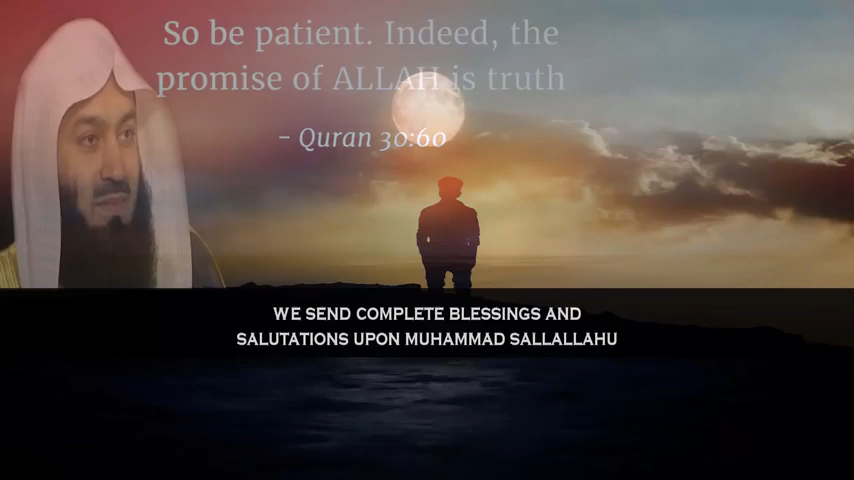 So be patient. Indeed, the
promise of ALLAH is truth
- Quran 30:60
WE SEND COMPLETE BLESSINGS AND
SALUTATIONS UPON MUHAMMAD SALLALLAHU